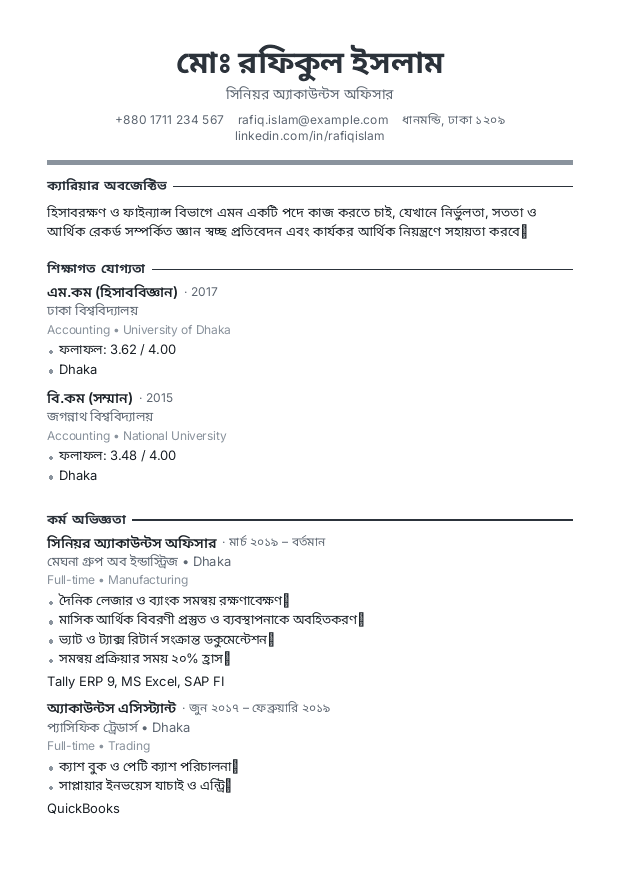 মোঃ রফিকুল ইসলাম
সিনিয়র অ্যাকাউন্টস অফিসার
+880 1711 234 567 rafiq.islam@example.com ধানমন্ডি, ঢাকা ১২০৯
linkedin.com/in/rafiqislam
ক্যারিয়ার অবজেক্টিভ
হিসাবরক্ষণ ও ফাইন্যান্স বিভাগে এমন একটি পদে কাজ করতে চাই, যেখানে নির্ভুলতা, সততা ও
আর্থিক রেকর্ড সম্পর্কিত জ্ঞান স্বচ্ছ প্রতিবেদন এবং কার্যকর আর্থিক নিয়ন্ত্রণে সহায়তা করবে
শিক্ষাগত যোগ্যতা
এম.কম (হিসাববিজ্ঞান) · 2017
ঢাকা বিশ্ববিদ্যালয়
Accounting • University of Dhaka
• ফলাফল: 3.62 / 4.00
• Dhaka
বি.কম (সম্মান) · 2015
জগন্নাথ বিশ্ববিদ্যালয়
Accounting • National University
• ফলাফল: 3.48 / 4.00
• Dhaka
কর্ম অভিজ্ঞতা
সিনিয়র অ্যাকাউন্টস অফিসার · মার্চ ২০১৯ – বর্তমান
মেঘনা গ্রুপ অব ইন্ডাস্ট্রিজ • Dhaka
Full-time • Manufacturing
• দৈনিক লেজার ও ব্যাংক সমন্বয় রক্ষণাবেক্ষণ
• মাসিক আর্থিক বিবরণী প্রস্তুত ও ব্যবস্থাপনাকে অবহিতকরণ
• ভ্যাট ও ট্যাক্স রিটার্ন সংক্রান্ত ডকুমেন্টেশন
• সমন্বয় প্রক্রিয়ার সময় ২০% হ্রাস
Tally ERP 9, MS Excel, SAP FI
অ্যাকাউন্টস এসিস্ট্যান্ট · জুন ২০১৭ – ফেব্রুয়ারি ২০১৯
প্যাসিফিক ট্রেডার্স • Dhaka
Full-time • Trading
• ক্যাশ বুক ও পেটি ক্যাশ পরিচালনা
• সাপ্লায়ার ইনভয়েস যাচাই ও এন্ট্রি
QuickBooks